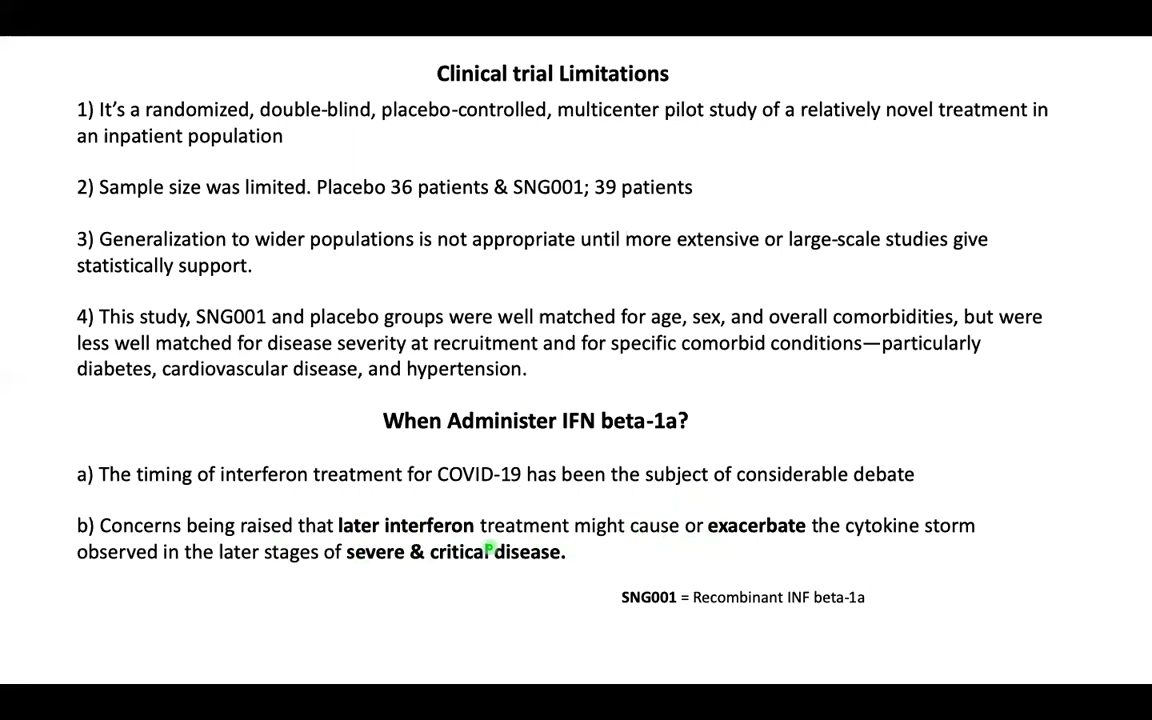 Clinical trial Limitations
1) It's a randomized, double-blind, placebo-controlled, multicenter pilot study of a relatively novel treatment in
an inpatient population
2) Sample size was limited. Placebo 36 patients & SNG001; 39 patients
3) Generalization to wider populations is not appropriate until more extensive or large-scale studies give
statistically support.
4) This study, SNG001 and placebo groups were well matched for age, sex, and overall comorbidities, but were
less well matched for disease severity at recruitment and for specific comorbid conditions—particularly
diabetes, cardiovascular disease, and hypertension.
When Administer IFN beta-1a?
a) The timing of interferon treatment for COVID-19 has been the subject of considerable debate
b) Concerns being raised that later interferon treatment might cause or exacerbate the cytokine storm
observed in the later stages of severe & critical disease.
SNG001 = Recombinant INF beta-1a